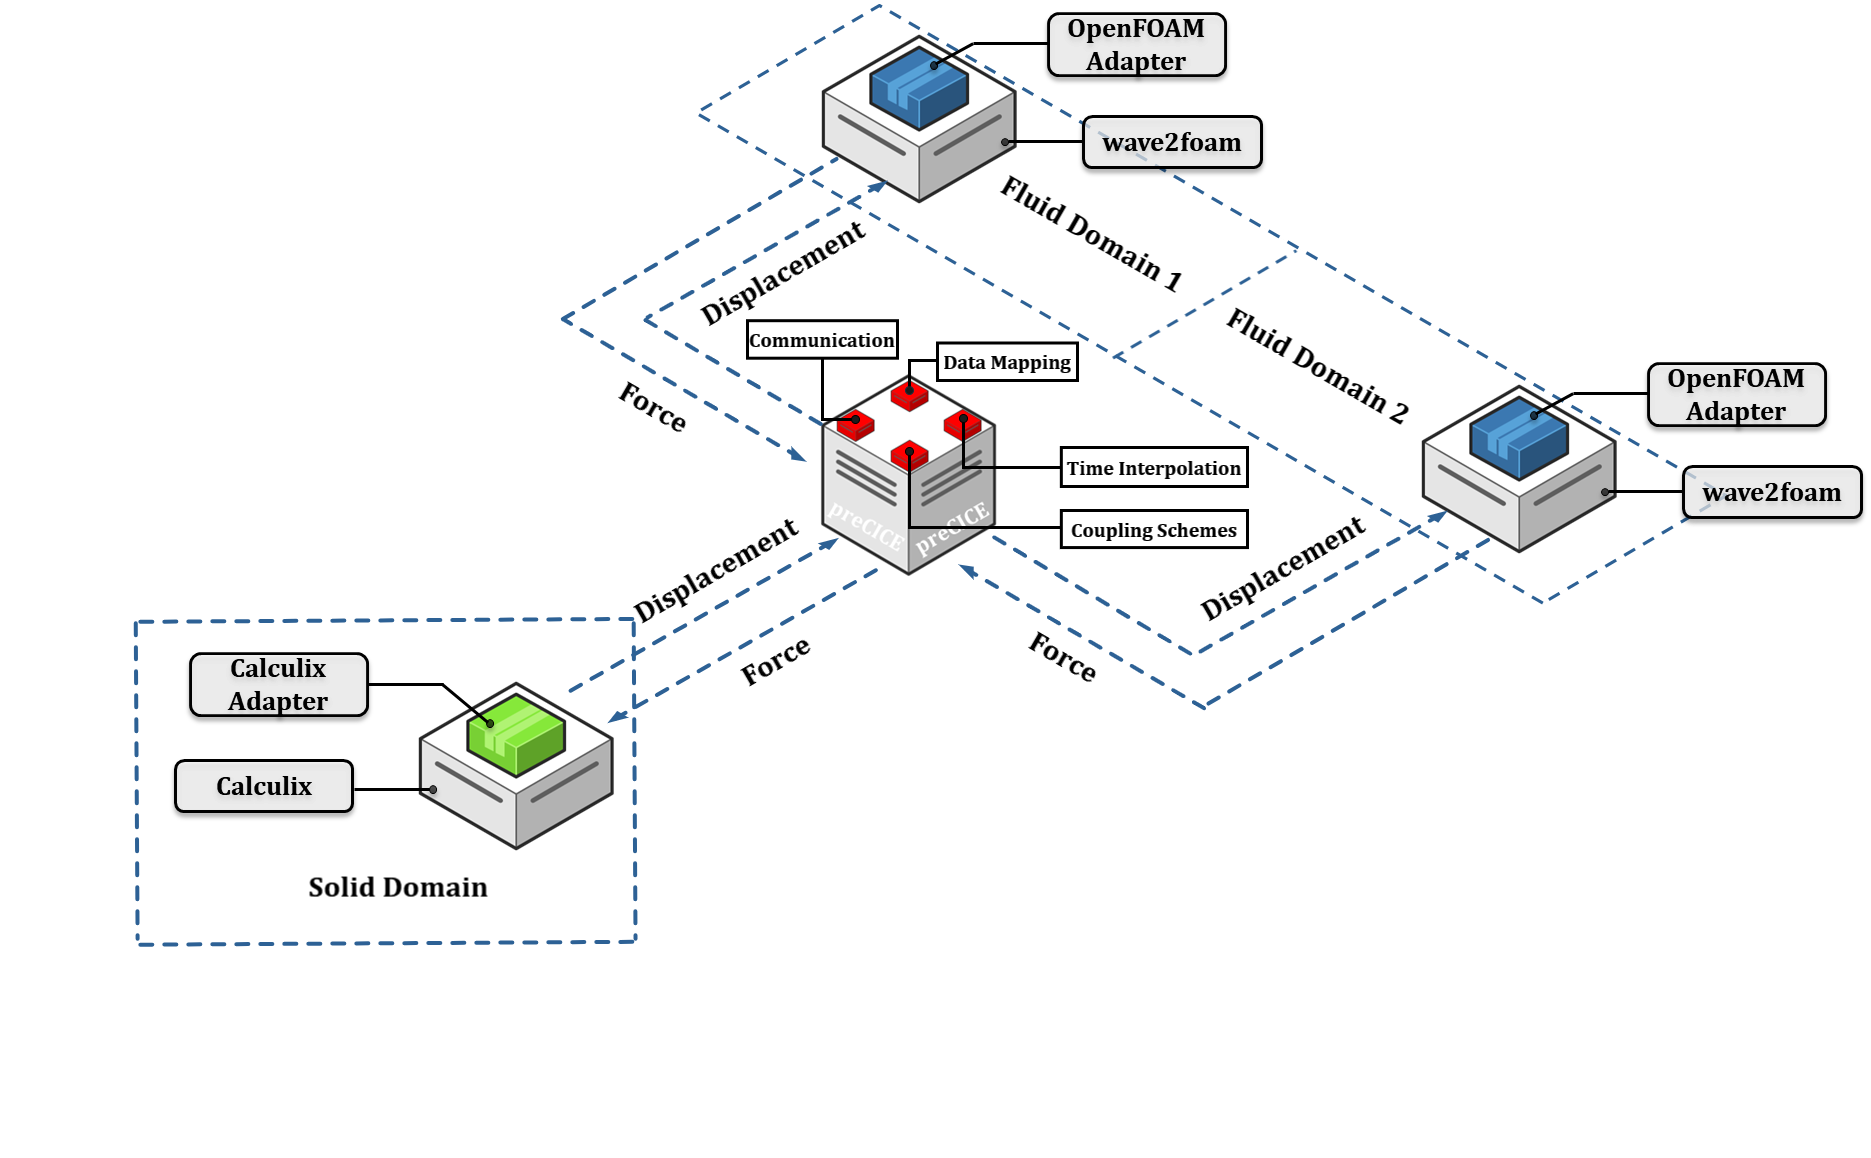 OpenFOAM
Adapter
wave2foam
Fluid Domain 1
Displacement
Fluid Domain 2
Communication
Data Mapping
Force
OpenFOAM
Adapter
wave2foam
Time Interpolation
Coupling Schemes
preCICE
preCICE
Displacement
Displacement
Force
Force
Calculix
Adapter
Calculix
Solid Domain